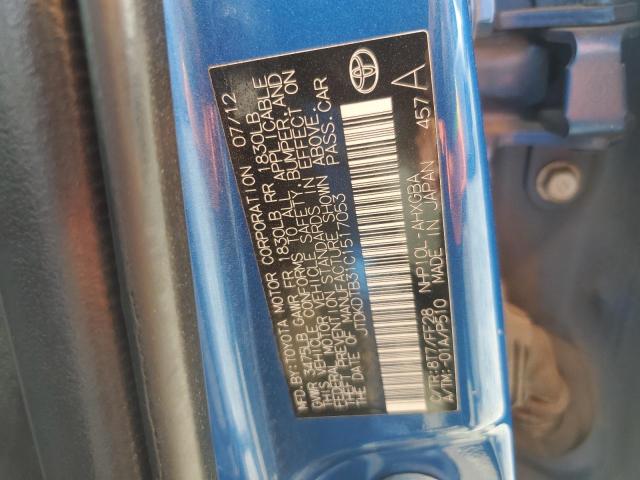 MFD.BY TOYOTA MOTOR CORPORATION 07/12
GVWR 3475LB GAWR FR 1830LB RR 1830LB
THIS VEHICLE CONFORMS TO ALL APPLICABLE
FEDERAL MOTOR VEHICLE SAFETY, BUMPER, AND
THEFT PREVENTION STANDARDS IN EFFECT ON
THE DATE OF MANUFACTURE SHOWN ABOVE.
JTDKDTB31C1517053 PASS.CAR
C/TR:8T7/FF28 NHP10L-AHXGBA 457
A/TM:-01A/P510 MADE IN JAPAN A